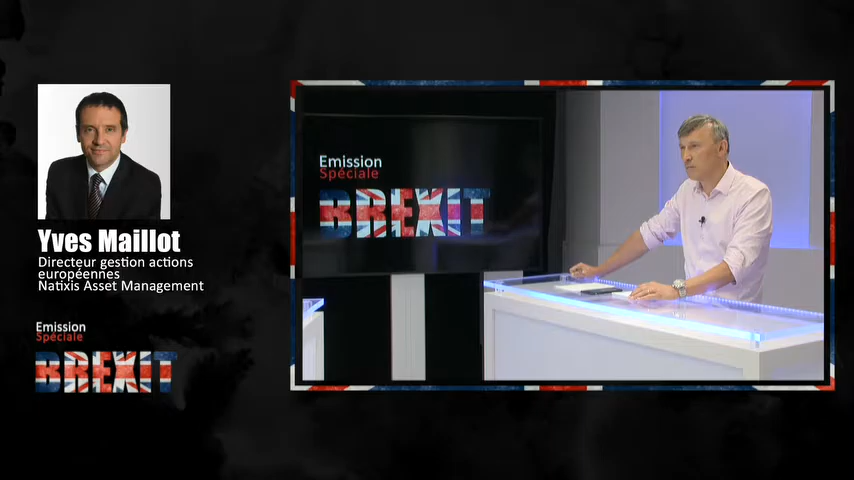 Yves Maillot
Directeur gestion actions
européennes
Natixis Asset Management
Emission
Spéciale
BREXIT
Emission
Spéciale
BREXIT